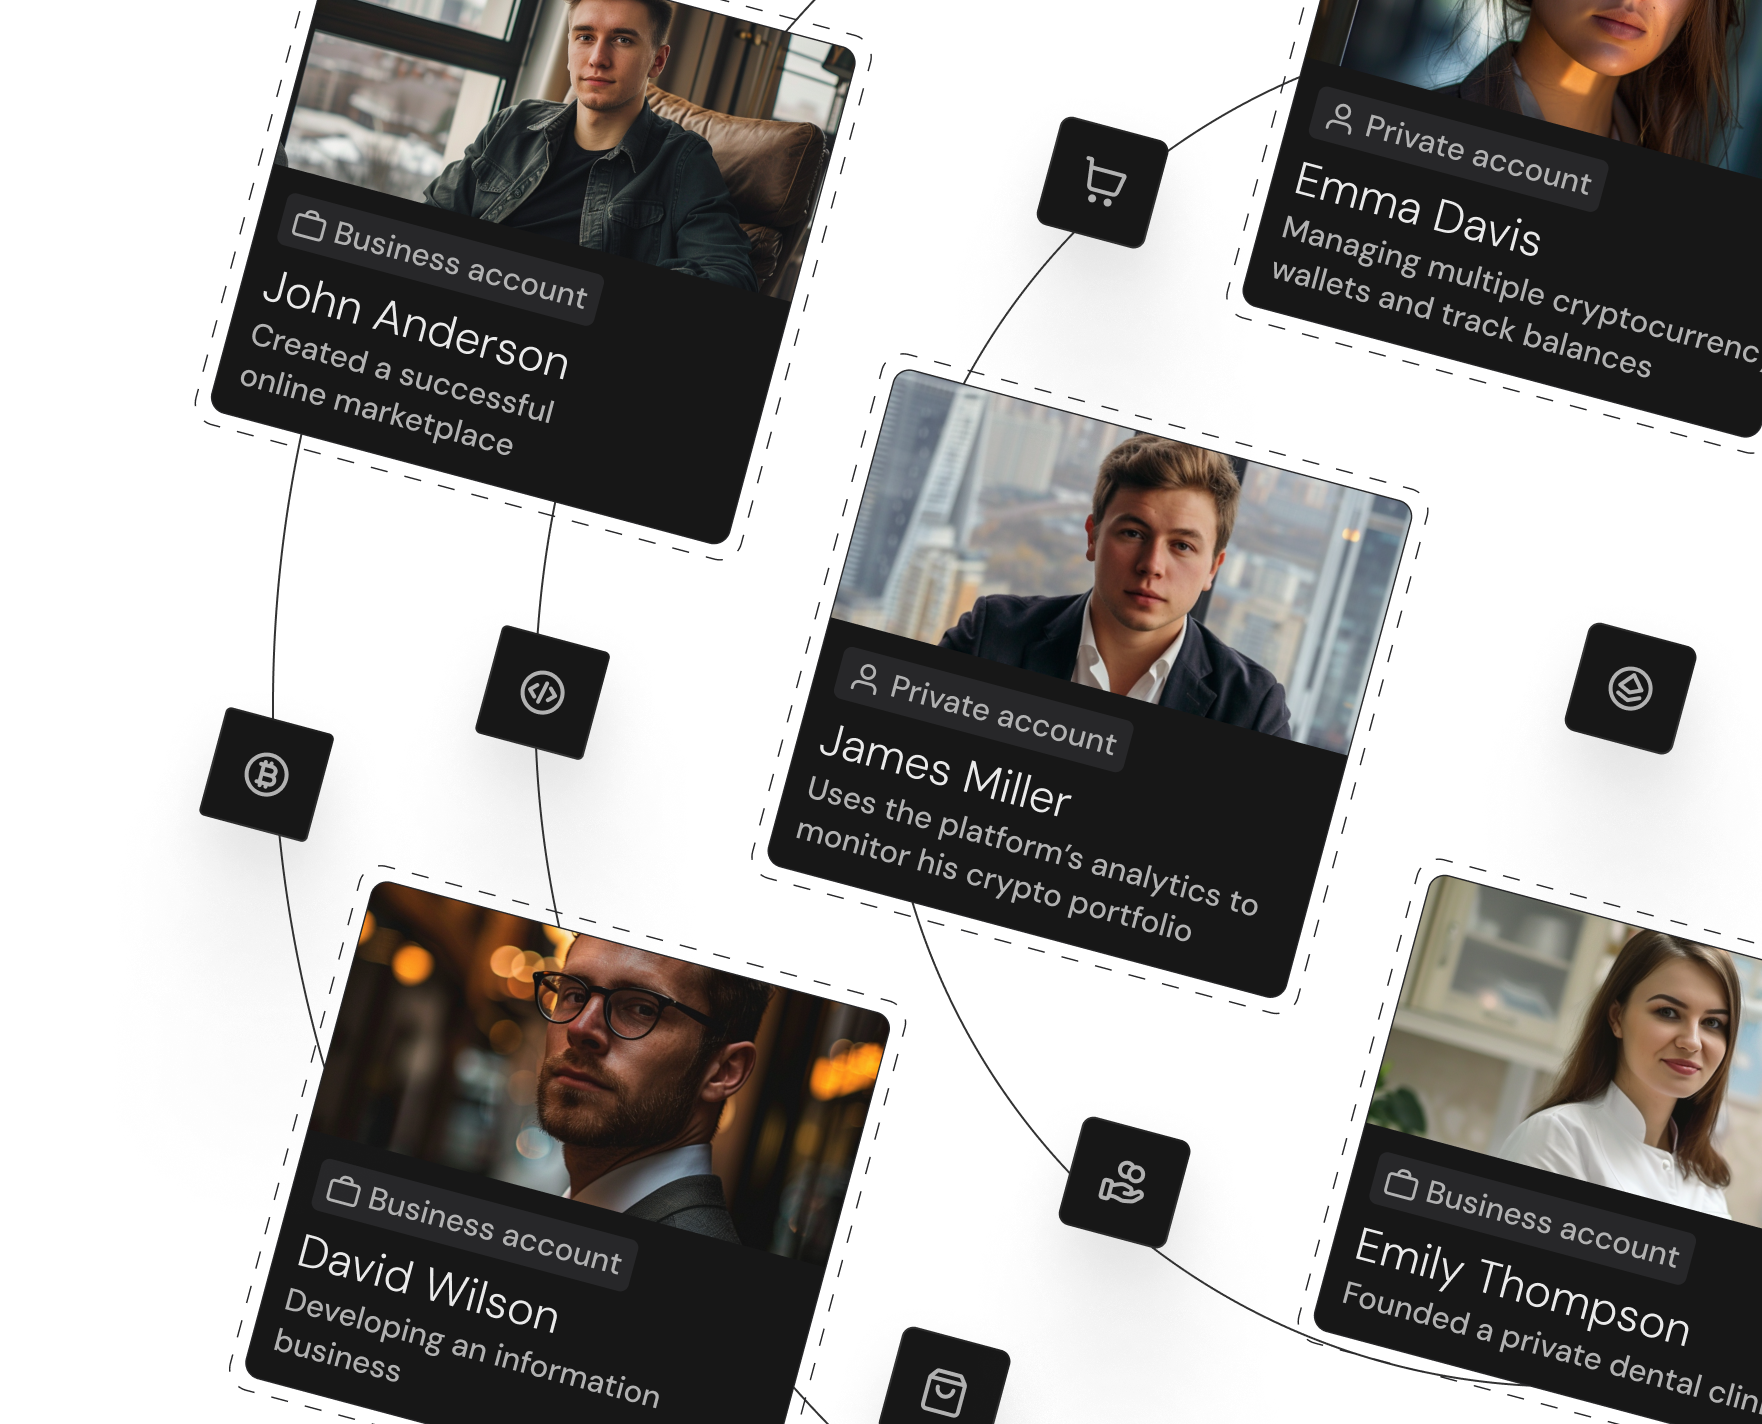 Business account
John Anderson
Created a successful
online marketplace
Private account
Emma Davis
Managing multiple cryptocurrenc
wallets and track balances
Private account
James Miller
Uses the platform’s analytics to
monitor his crypto portfolio
Business account
David Wilson
Developing an information
business
Business account
Emily Thompson
Founded a private dental clin